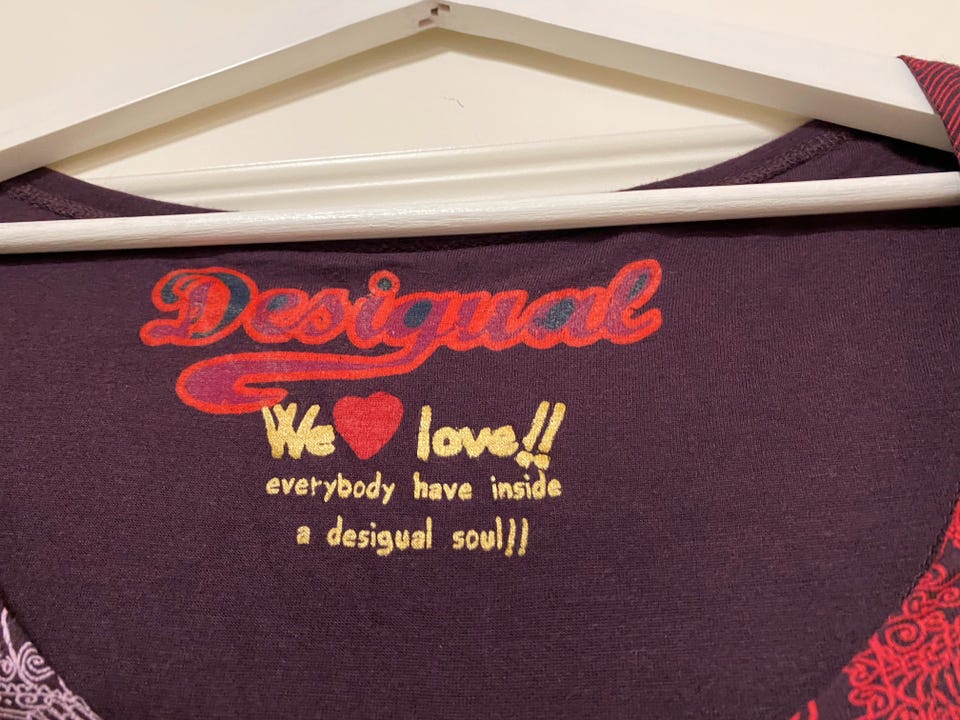 Desigual
We love!!
everybody have inside
a desigual soul!!